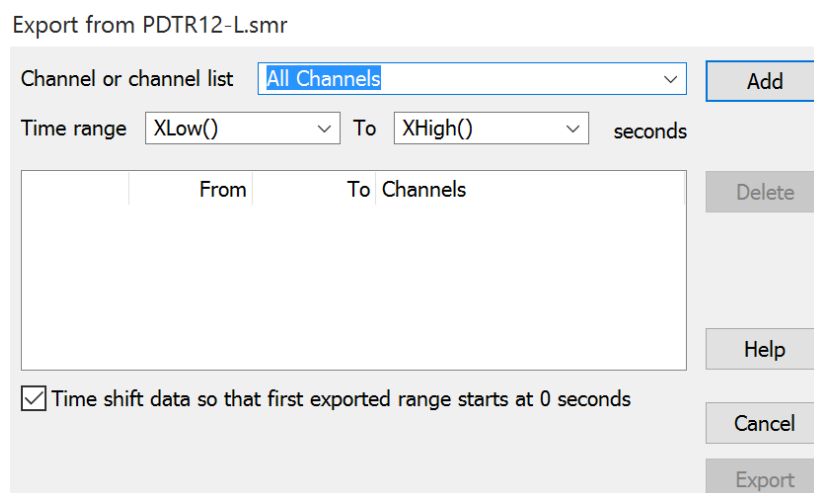 Export from PDTR12-L.smr
Channel or channel list All Channels Add
Time range XLow() To XHigh() seconds
From To Channels Delete
Help
Time shift data so that first exported range starts at 0 seconds
Cancel
Export